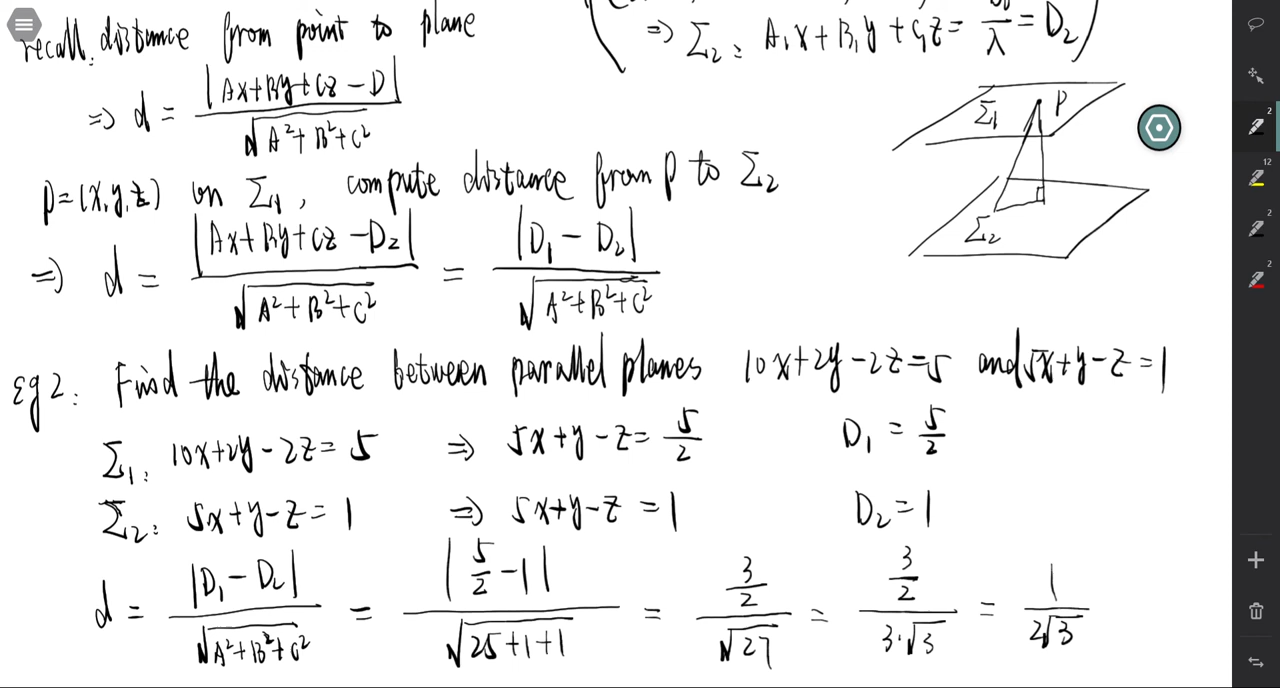 ⇒ Σ₂: A₁x + B₁y + C₁z = /λ = D₂ )
recall: distance from point to plane
⇒ d = |Ax+By+Cz-D| / √(A²+B²+C²)
Σ₁ P
P=(x,y,z) on Σ₁, compute distance from P to Σ₂
⇒ d = |Ax+By+Cz-D₂| / √(A²+B²+C²) = |D₁-D₂| / √(A²+B²+C²)
Σ₂
Eg 2: Find the distance between parallel planes 10x+2y-2z=5 and 5x+y-z=1
Σ₁: 10x+2y-2z=5 ⇒ 5x+y-z=5/2 D₁=5/2
Σ₂: 5x+y-z=1 ⇒ 5x+y-z=1 D₂=1
d = |D₁-D₂| / √(A²+B²+C²) = |5/2-1| / √(25+1+1) = (3/2) / √27 = (3/2) / (3·√3) = 1 / (2√3)
2
12
2
2